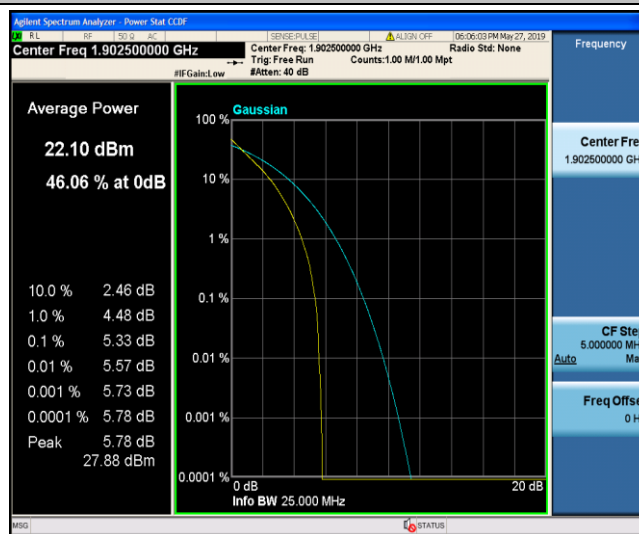 Agilent Spectrum Analyzer - Power Stat CCDF
RL RF 50 Ω AC SENSE:PULSE ALIGN OFF 06:06:03 PM May 27, 2019
Center Freq 1.902500000 GHz
Center Freq: 1.902500000 GHz Radio Std: None
Trig: Free Run Counts:1.00 M/1.00 Mpt
#IFGain:Low #Atten: 40 dB
Frequency
Average Power
22.10 dBm
46.06 % at 0dB
10.0 % 2.46 dB
1.0 % 4.48 dB
0.1 % 5.33 dB
0.01 % 5.57 dB
0.001 % 5.73 dB
0.0001 % 5.78 dB
Peak 5.78 dB
27.88 dBm
Gaussian
100 %
10 %
1 %
0.1 %
0.01 %
0.001 %
0.0001 %
0 dB 20 dB
Info BW 25.000 MHz
Center Fre
1.902500000 GH
CF Ste
5.000000 MH
Auto Ma
Freq Offse
0 H
MSG STATUS